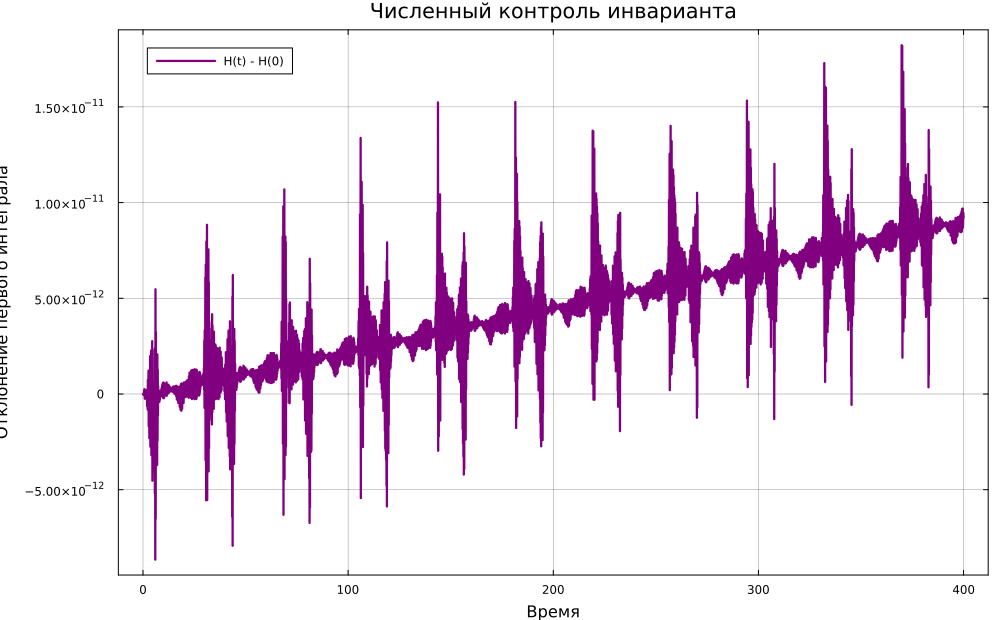 Численный контроль инварианта
H(t) - H(0)
Отклонение первого интеграла
1.50×10⁻¹¹
1.00×10⁻¹¹
5.00×10⁻¹²
0
−5.00×10⁻¹²
0 100 200 300 400
Время